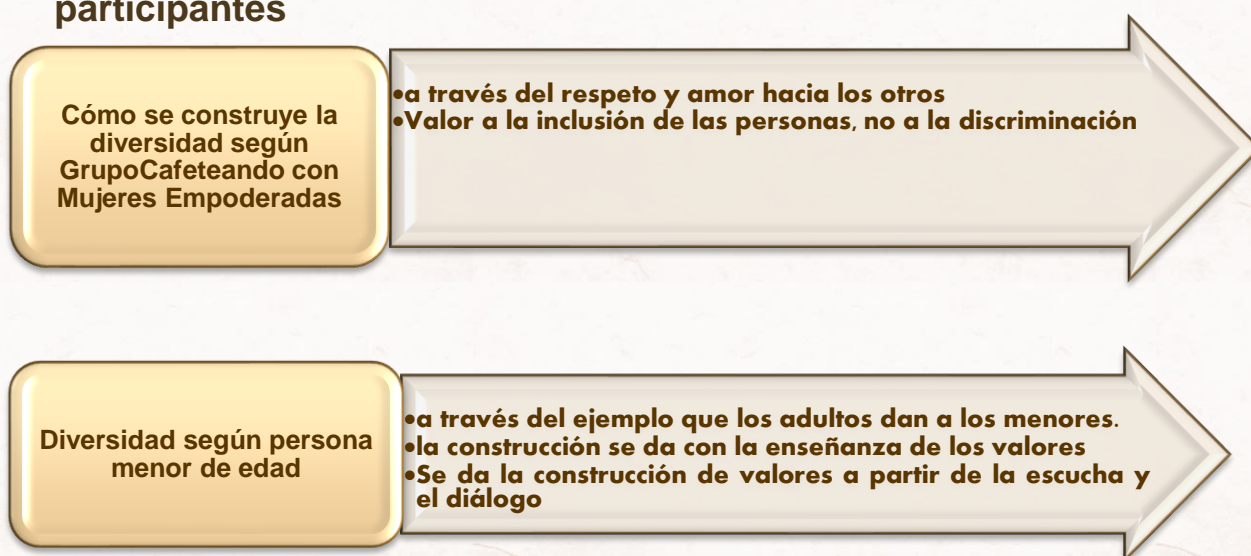 participantes
Cómo se construye la
diversidad según
GrupoCafeteando con
Mujeres Empoderadas
•a través del respeto y amor hacia los otros
•Valor a la inclusión de las personas, no a la discriminación
Diversidad según persona
menor de edad
•a través del ejemplo que los adultos dan a los menores.
•la construcción se da con la enseñanza de los valores
•Se da la construcción de valores a partir de la escucha y
el diálogo